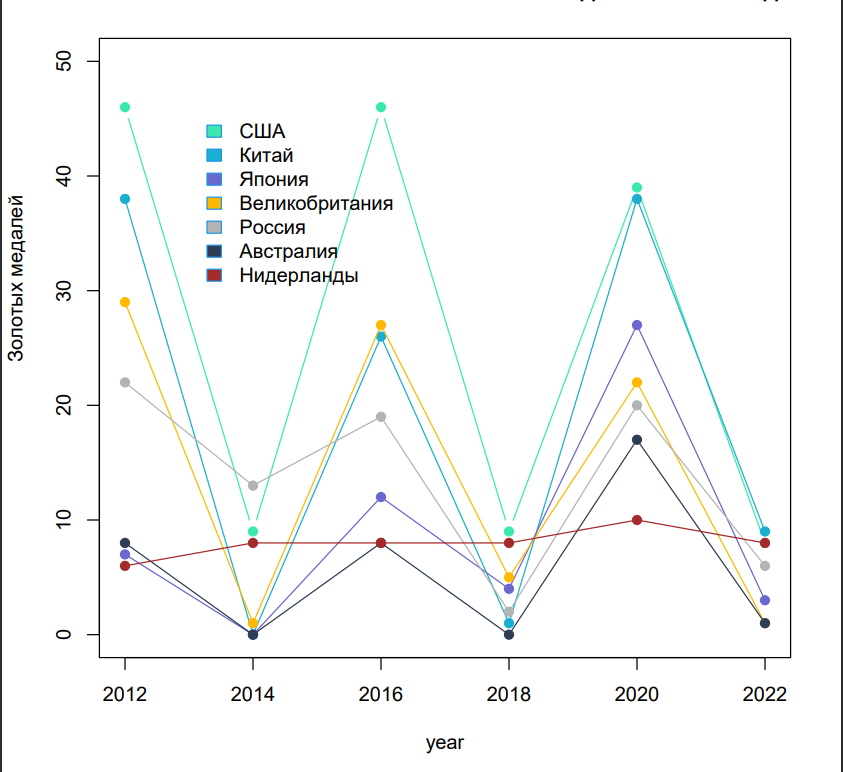 50
40
30
20
10
0
Золотых медалей
США
Китай
Япония
Великобритания
Россия
Австралия
Нидерланды
2012 2014 2016 2018 2020 2022
year